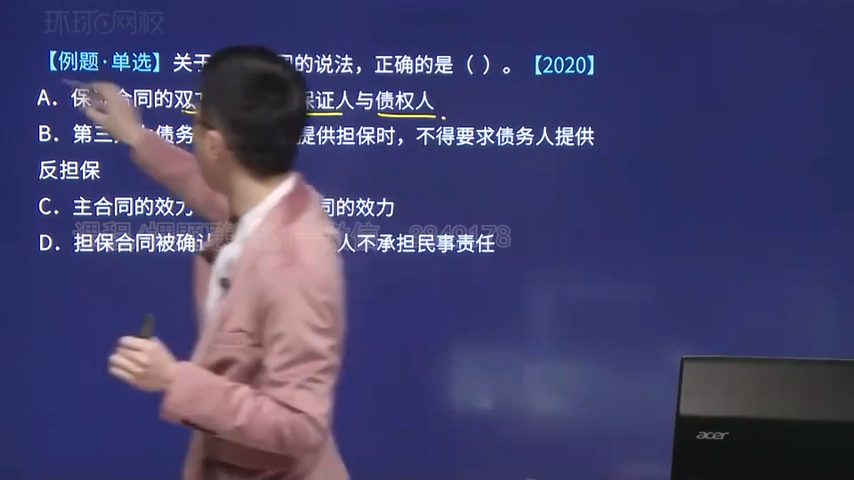 环球网校
【例题·单选】关于 同的说法，正确的是（ ）。【2020】
A．保 合同的双 保证人与债权人
B．第三 债务 提供担保时，不得要求债务人提供
反担保
C．主合同的效力 同的效力
D．担保合同被确认 人不承担民事责任
acer